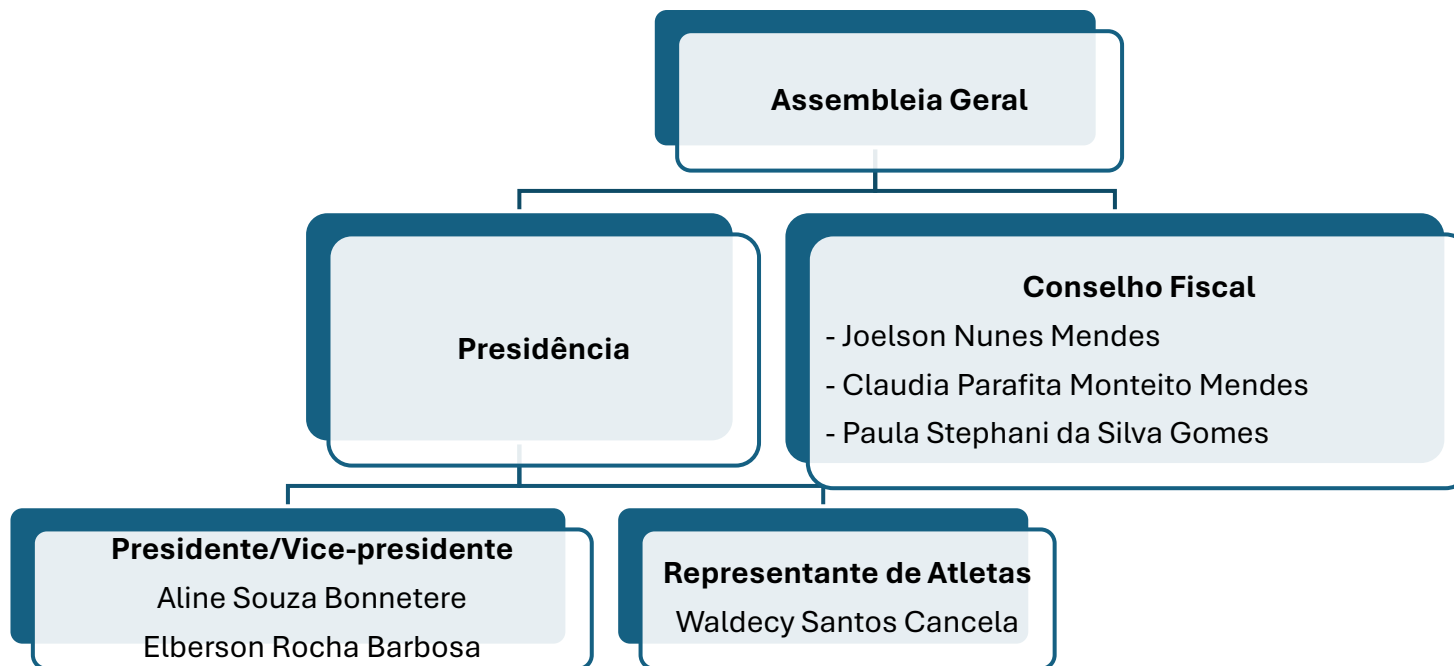 Assembleia Geral
Presidência
Conselho Fiscal
- Joelson Nunes Mendes
- Claudia Parafita Monteito Mendes
- Paula Stephani da Silva Gomes
Presidente/Vice-presidente
Aline Souza Bonnetere
Elberson Rocha Barbosa
Representante de Atletas
Waldecy Santos Cancela